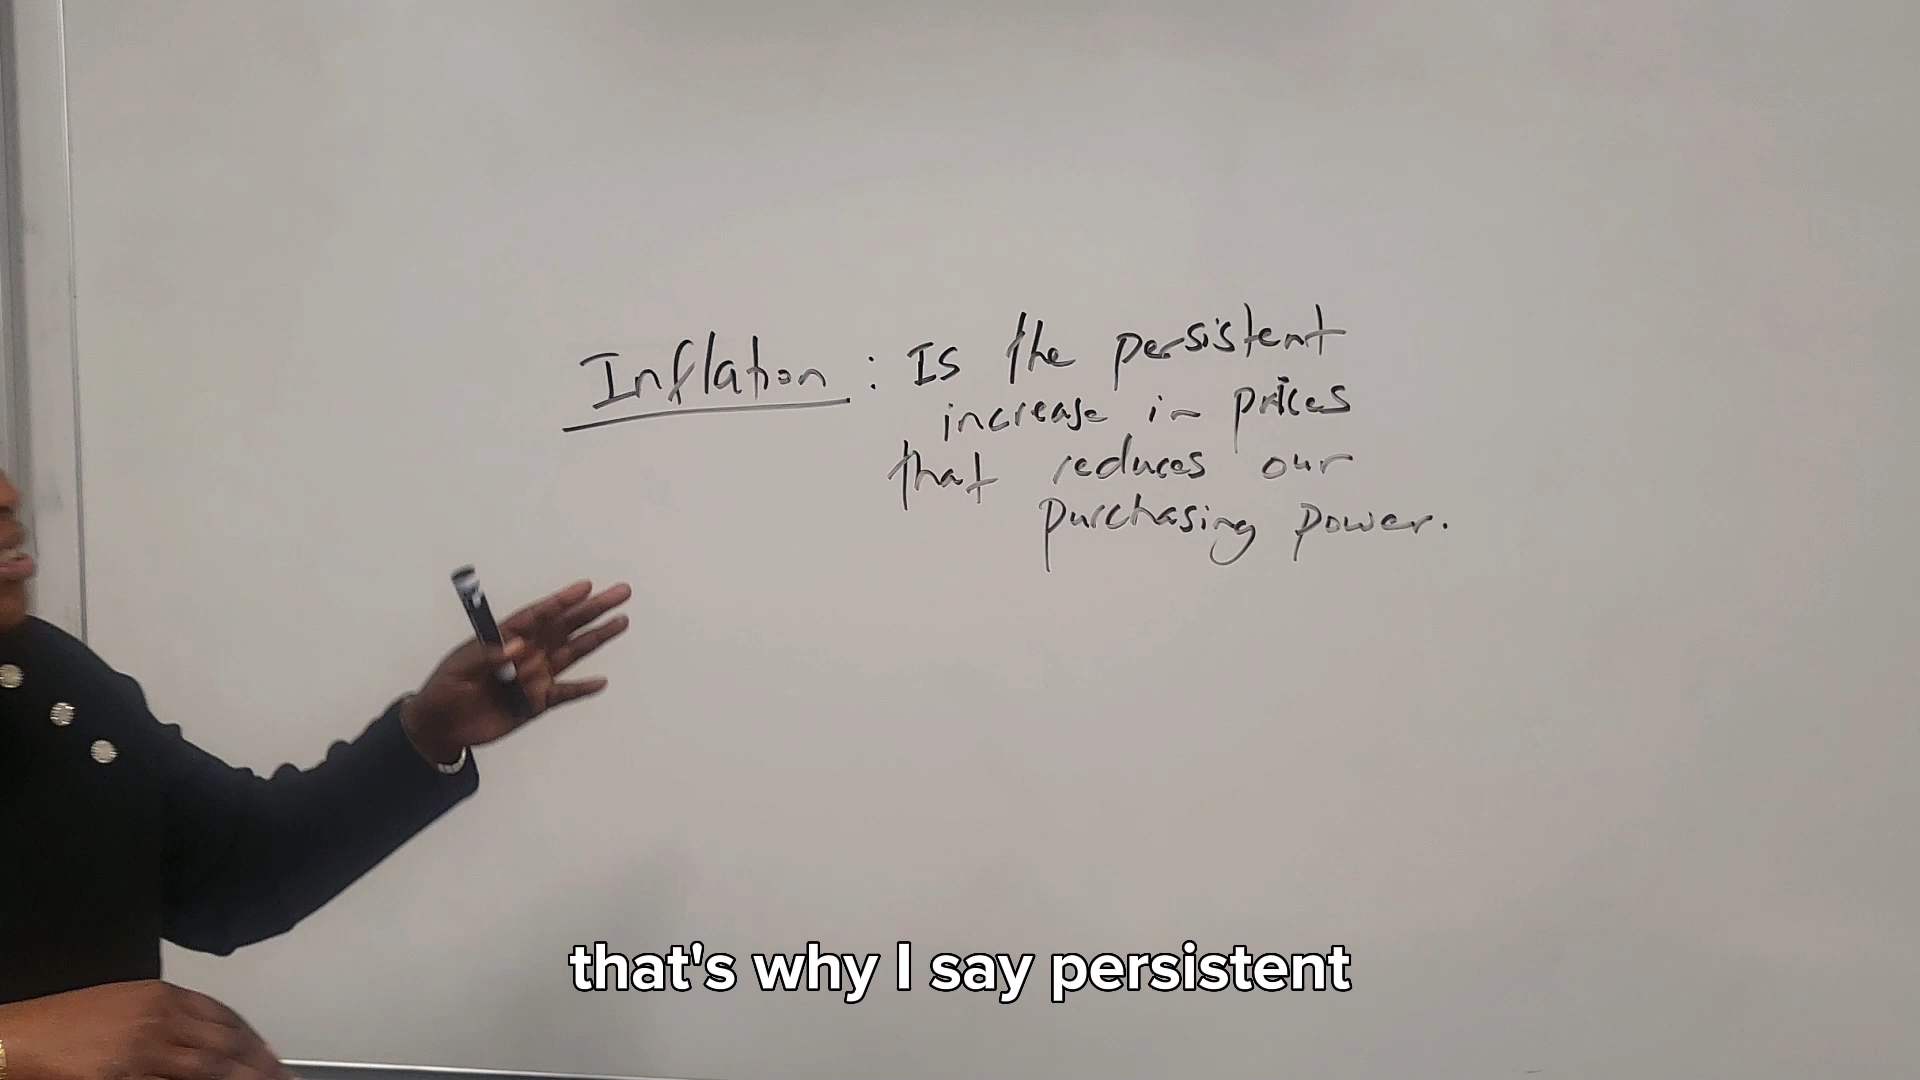 Inflation : Is the persistent
increase in prices
that reduces our
purchasing power.
that's why I say persistent